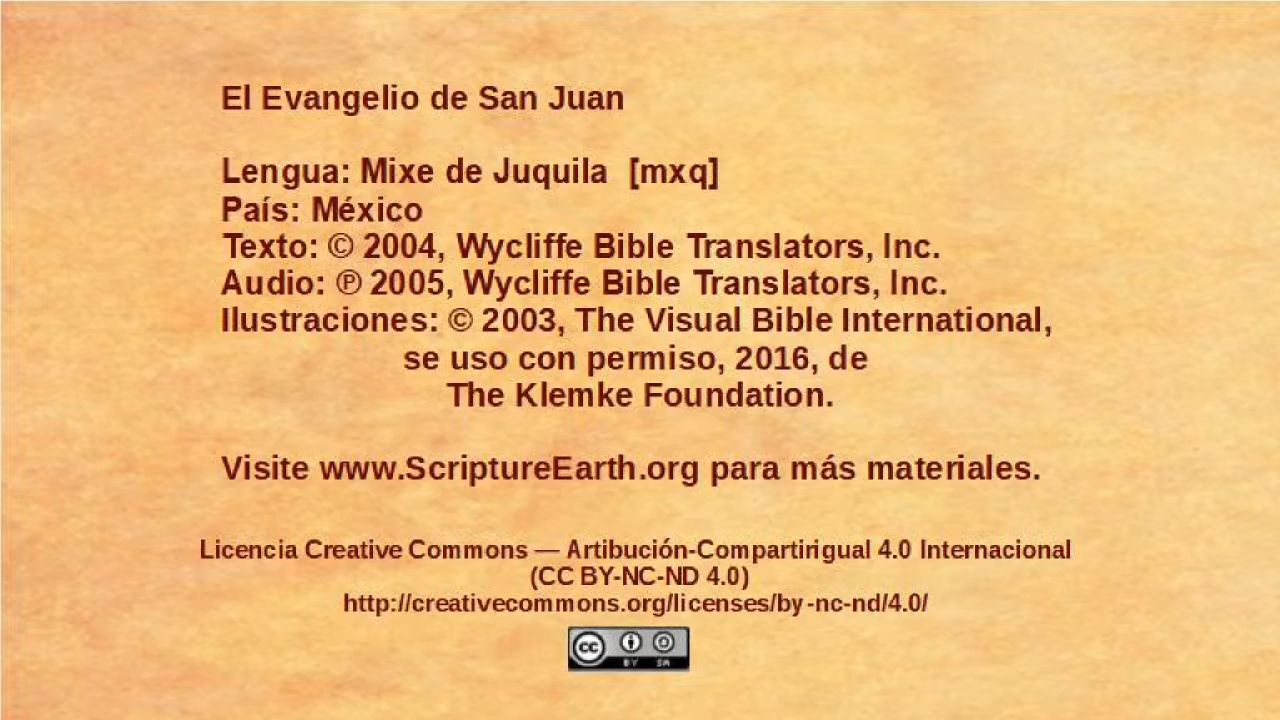 El Evangelio de San Juan
Lengua: Mixe de Juquila [mxq]
País: México
Texto: © 2004, Wycliffe Bible Translators, Inc.
Audio: ℗ 2005, Wycliffe Bible Translators, Inc.
Ilustraciones: © 2003, The Visual Bible International,
se uso con permiso, 2016, de
The Klemke Foundation.
Visite www.ScriptureEarth.org para más materiales.
Licencia Creative Commons — Artibución-Compartirigual 4.0 Internacional
(CC BY-NC-ND 4.0)
http://creativecommons.org/licenses/by-nc-nd/4.0/
cc BY SA